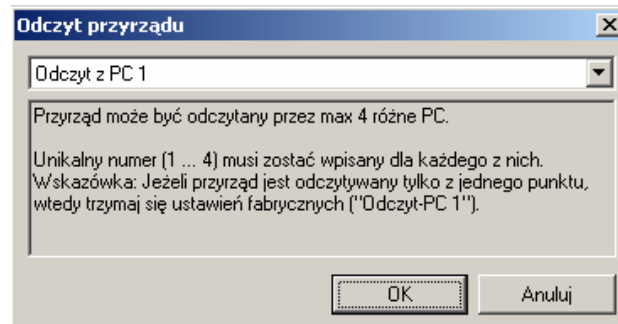 Odczyt przyrządu
Odczyt z PC 1
Przyrząd może być odczytany przez max 4 różne PC.
Unikalny numer (1 ... 4) musi zostać wpisany dla każdego z nich.
Wskazówka: Jeżeli przyrząd jest odczytywany tylko z jednego punktu,
wtedy trzymaj się ustawień fabrycznych ("Odczyt-PC 1").
OK
Anuluj